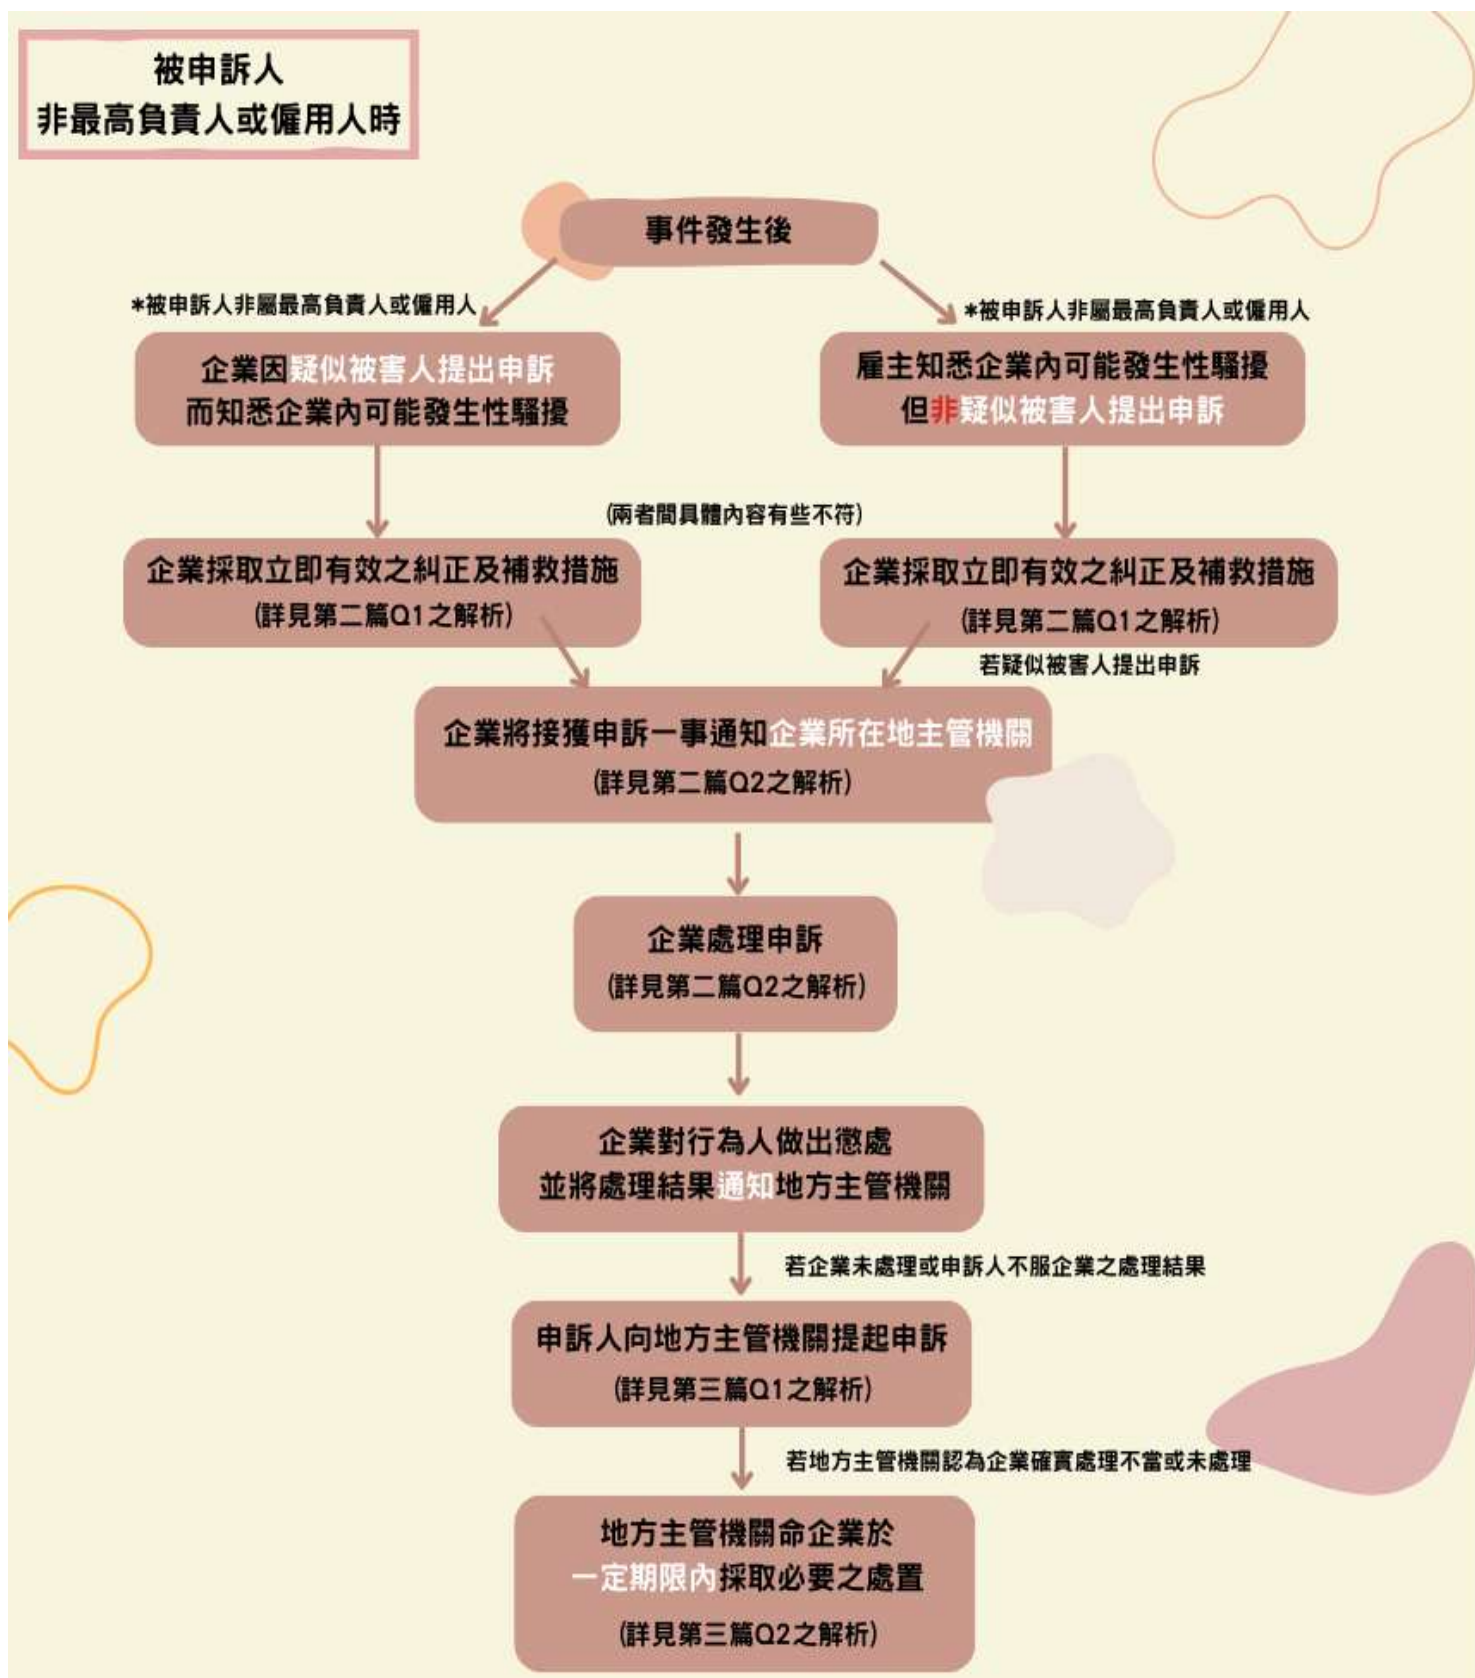 被申訴人
非最高負責人或僱用人時
事件發生後
*被申訴人非屬最高負責人或僱用人
*被申訴人非屬最高負責人或僱用人
企業因疑似被害人提出申訴
而知悉企業內可能發生性騷擾
雇主知悉企業內可能發生性騷擾
但非疑似被害人提出申訴
(兩者間具體內容有些不符)
企業採取立即有效之糾正及補救措施
(詳見第二篇Q1之解析)
企業採取立即有效之糾正及補救措施
(詳見第二篇Q1之解析)
若疑似被害人提出申訴
企業將接獲申訴一事通知企業所在地主管機關
(詳見第二篇Q2之解析)
企業處理申訴
(詳見第二篇Q2之解析)
企業對行為人做出懲處
並將處理結果通知地方主管機關
若企業未處理或申訴人不服企業之處理結果
申訴人向地方主管機關提起申訴
(詳見第三篇Q1之解析)
若地方主管機關認為企業確實處理不當或未處理
地方主管機關命企業於
一定期限內採取必要之處置
(詳見第三篇Q2之解析)